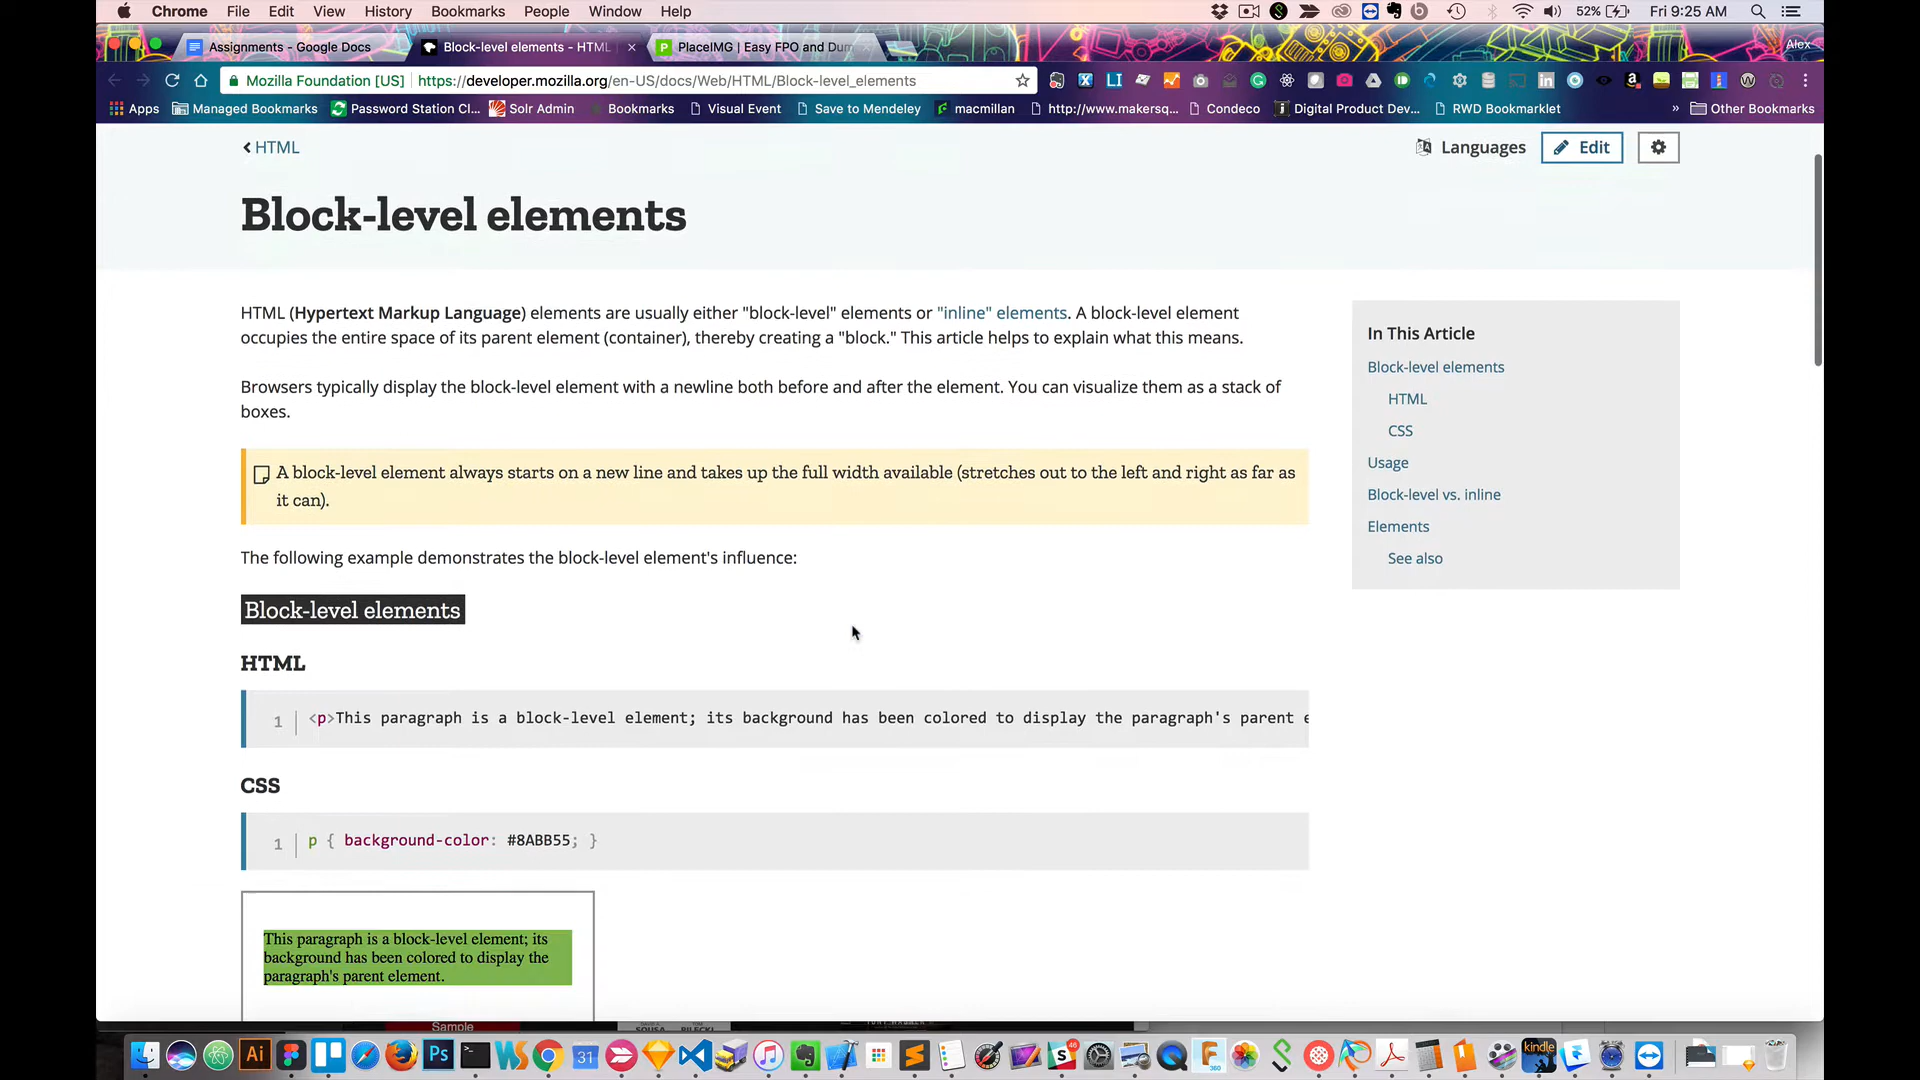 Chrome File Edit View History Bookmarks People Window Help 52% Fri 9:25 AM
Assignments - Google Docs Block-level elements - HTML PlaceIMG | Easy FPO and Dum Alex
Mozilla Foundation [US] https://developer.mozilla.org/en-US/docs/Web/HTML/Block-level_elements
Apps Managed Bookmarks Password Station Cl... Solr Admin Bookmarks Visual Event Save to Mendeley macmillan http://www.makersq... Condeco Digital Product Dev... RWD Bookmarklet » Other Bookmarks
HTML Languages Edit
Block-level elements
HTML (Hypertext Markup Language) elements are usually either "block-level" elements or "inline" elements. A block-level element
occupies the entire space of its parent element (container), thereby creating a "block." This article helps to explain what this means.
Browsers typically display the block-level element with a newline both before and after the element. You can visualize them as a stack of
boxes.
A block-level element always starts on a new line and takes up the full width available (stretches out to the left and right as far as
it can).
The following example demonstrates the block-level element's influence:
Block-level elements
HTML
1 <p>This paragraph is a block-level element; its background has been colored to display the paragraph's parent e
CSS
1 p { background-color: #8ABB55; }
This paragraph is a block-level element; its
background has been colored to display the
paragraph's parent element.
In This Article
Block-level elements
HTML
CSS
Usage
Block-level vs. inline
Elements
See also
Sample